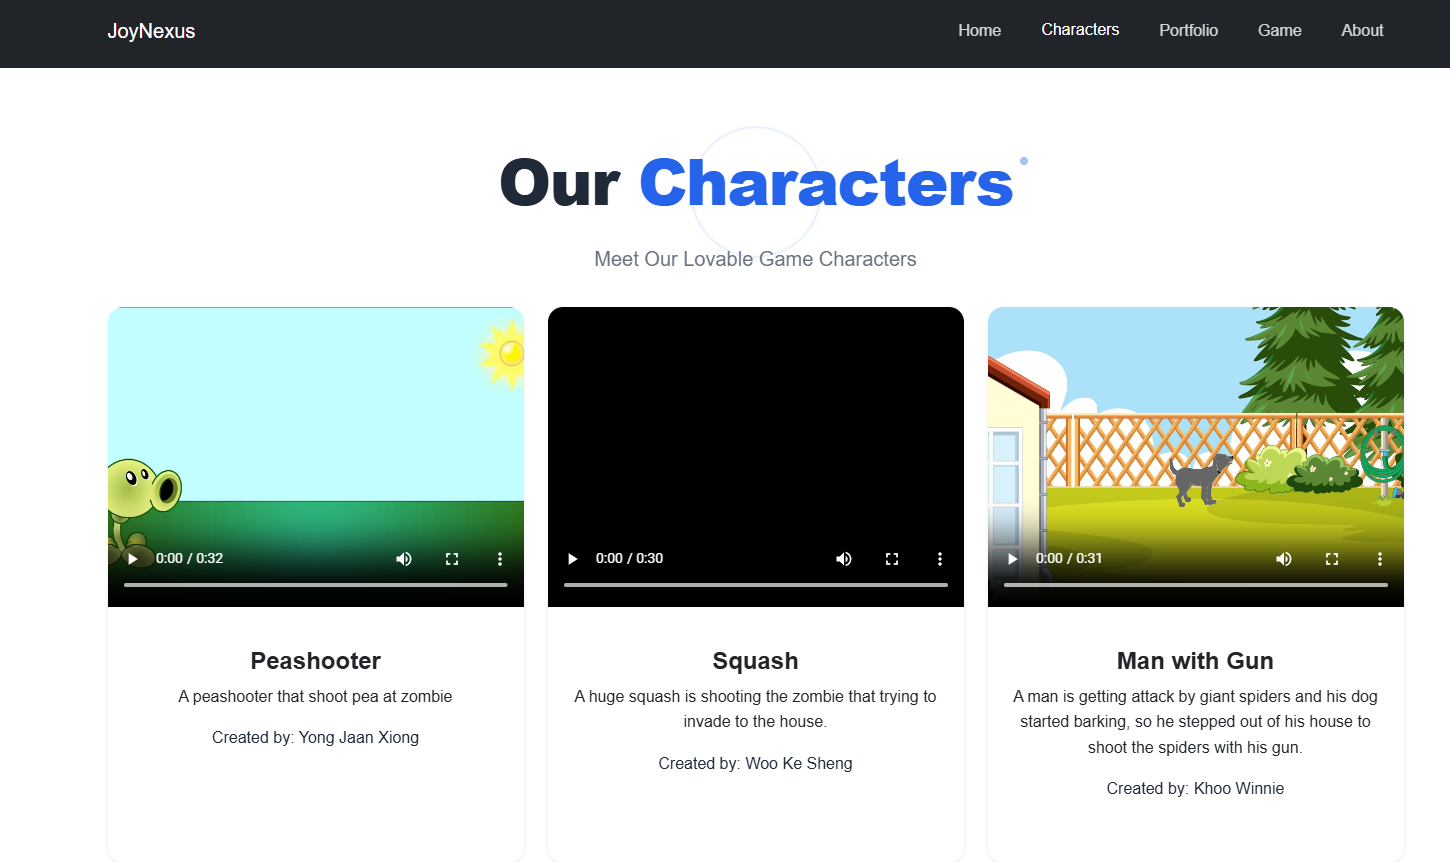 JoyNexus
Home
Characters
Portfolio
Game
About
Our Characters
Meet Our Lovable Game Characters
0:00 / 0:32
0:00 / 0:30
0:00 / 0:31
Peashooter
A peashooter that shoot pea at zombie
Created by: Yong Jaan Xiong
Squash
A huge squash is shooting the zombie that trying to
invade to the house.
Created by: Woo Ke Sheng
Man with Gun
A man is getting attack by giant spiders and his dog
started barking, so he stepped out of his house to
shoot the spiders with his gun.
Created by: Khoo Winnie